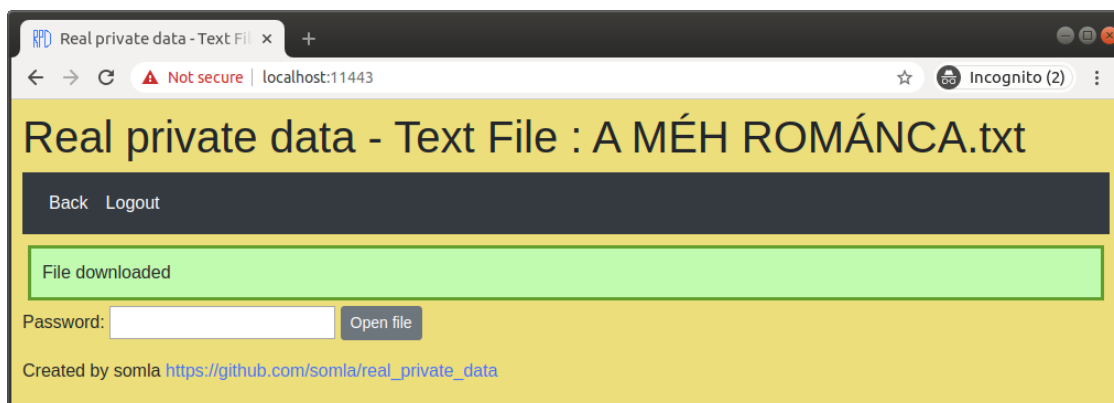 RPD Real private data - Text Fil
Not secure | localhost:11443 Incognito (2)
Real private data - Text File : A MÉH ROMÁNCA.txt
Back Logout
File downloaded
Password: Open file
Created by somla https://github.com/somla/real_private_data